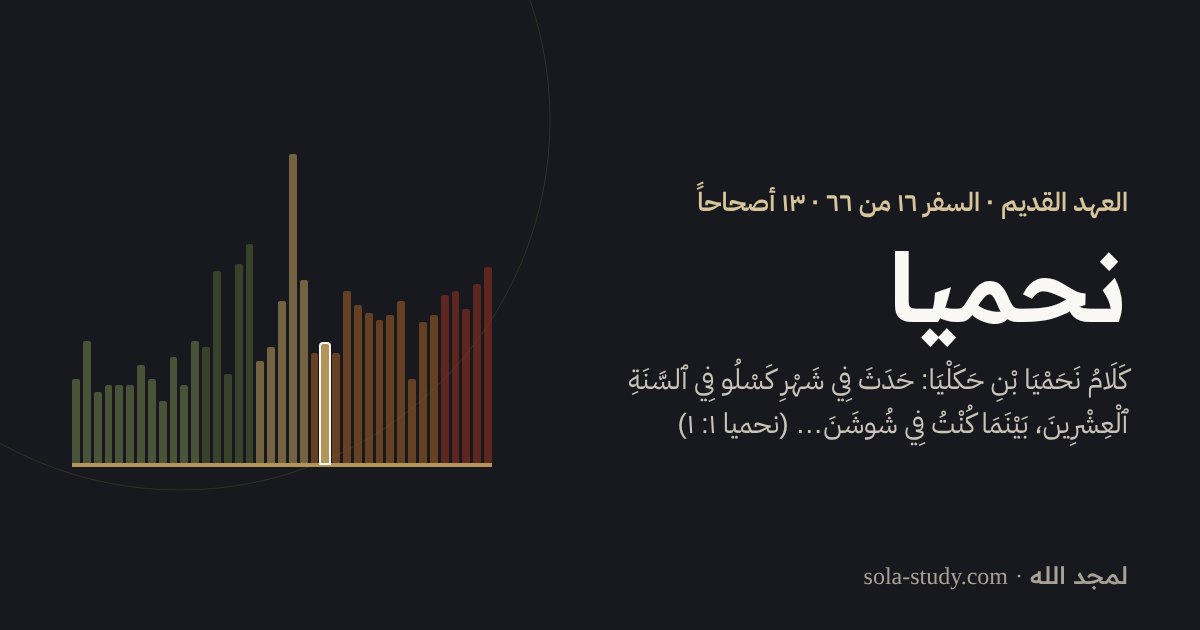 العهد القديم · السفر ١٦ من ٦٦ · ١٣ أصحاحاً
نحميا
كَلَامُ نَحَمْيَا بْنِ حَكَلْيَا: حَدَثَ فِي شَهْرِ كَسْلُو فِي ٱلسَّنَةِ
ٱلْعِشْرِينَ، بَيْنَمَا كُنْتُ فِي شُوشَنَ… (نحميا ١: ١)
لمجد الله · sola-study.com